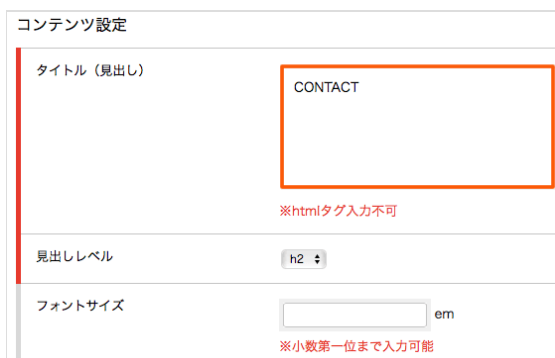 コンテンツ設定
タイトル（見出し）
CONTACT
※htmlタグ入力不可
見出しレベル
h2
フォントサイズ
em
※小数第一位まで入力可能